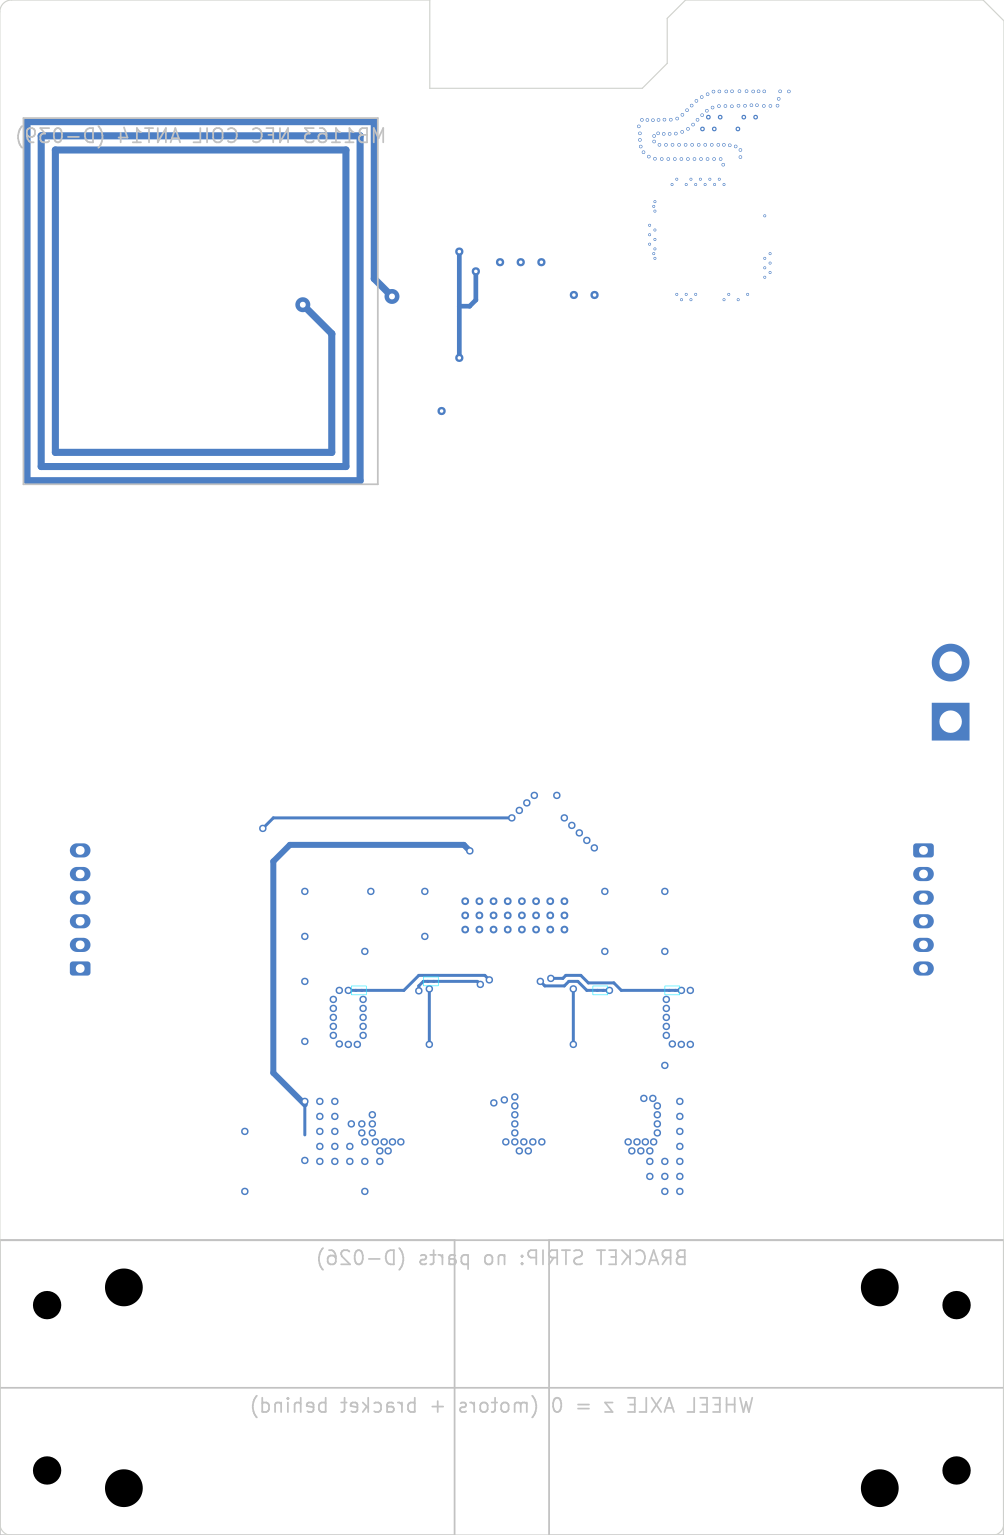 MB1163 NFC COIL ANT14 (D-039)
BRACKET STRIP: no parts (D-026)
WHEEL AXLE z = 0 (motors + bracket behind)